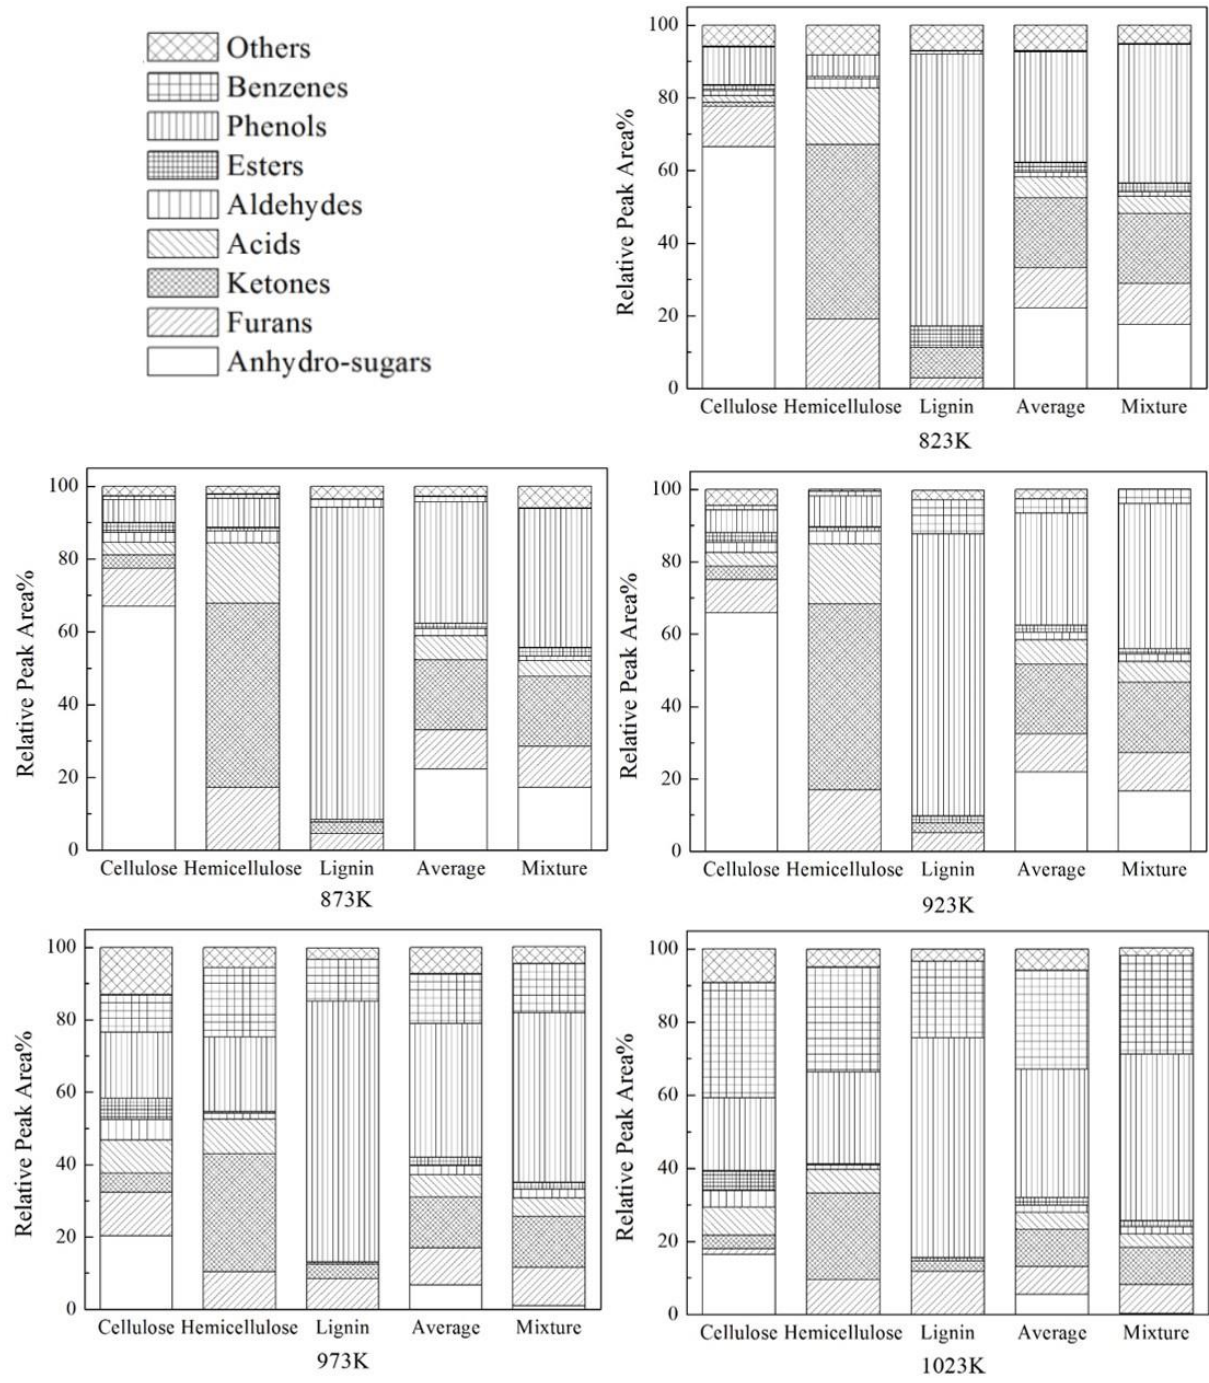 Others
Benzenes
Phenols
Esters
Aldehydes
Acids
Ketones
Furans
Anhydro-sugars
Relative Peak Area%
100
80
60
40
20
0
Cellulose Hemicellulose Lignin Average Mixture
823K
Relative Peak Area%
100
80
60
40
20
0
Cellulose Hemicellulose Lignin Average Mixture
873K
Relative Peak Area%
100
80
60
40
20
0
Cellulose Hemicellulose Lignin Average Mixture
923K
Relative Peak Area%
100
80
60
40
20
0
Cellulose Hemicellulose Lignin Average Mixture
973K
Relative Peak Area%
100
80
60
40
20
0
Cellulose Hemicellulose Lignin Average Mixture
1023K